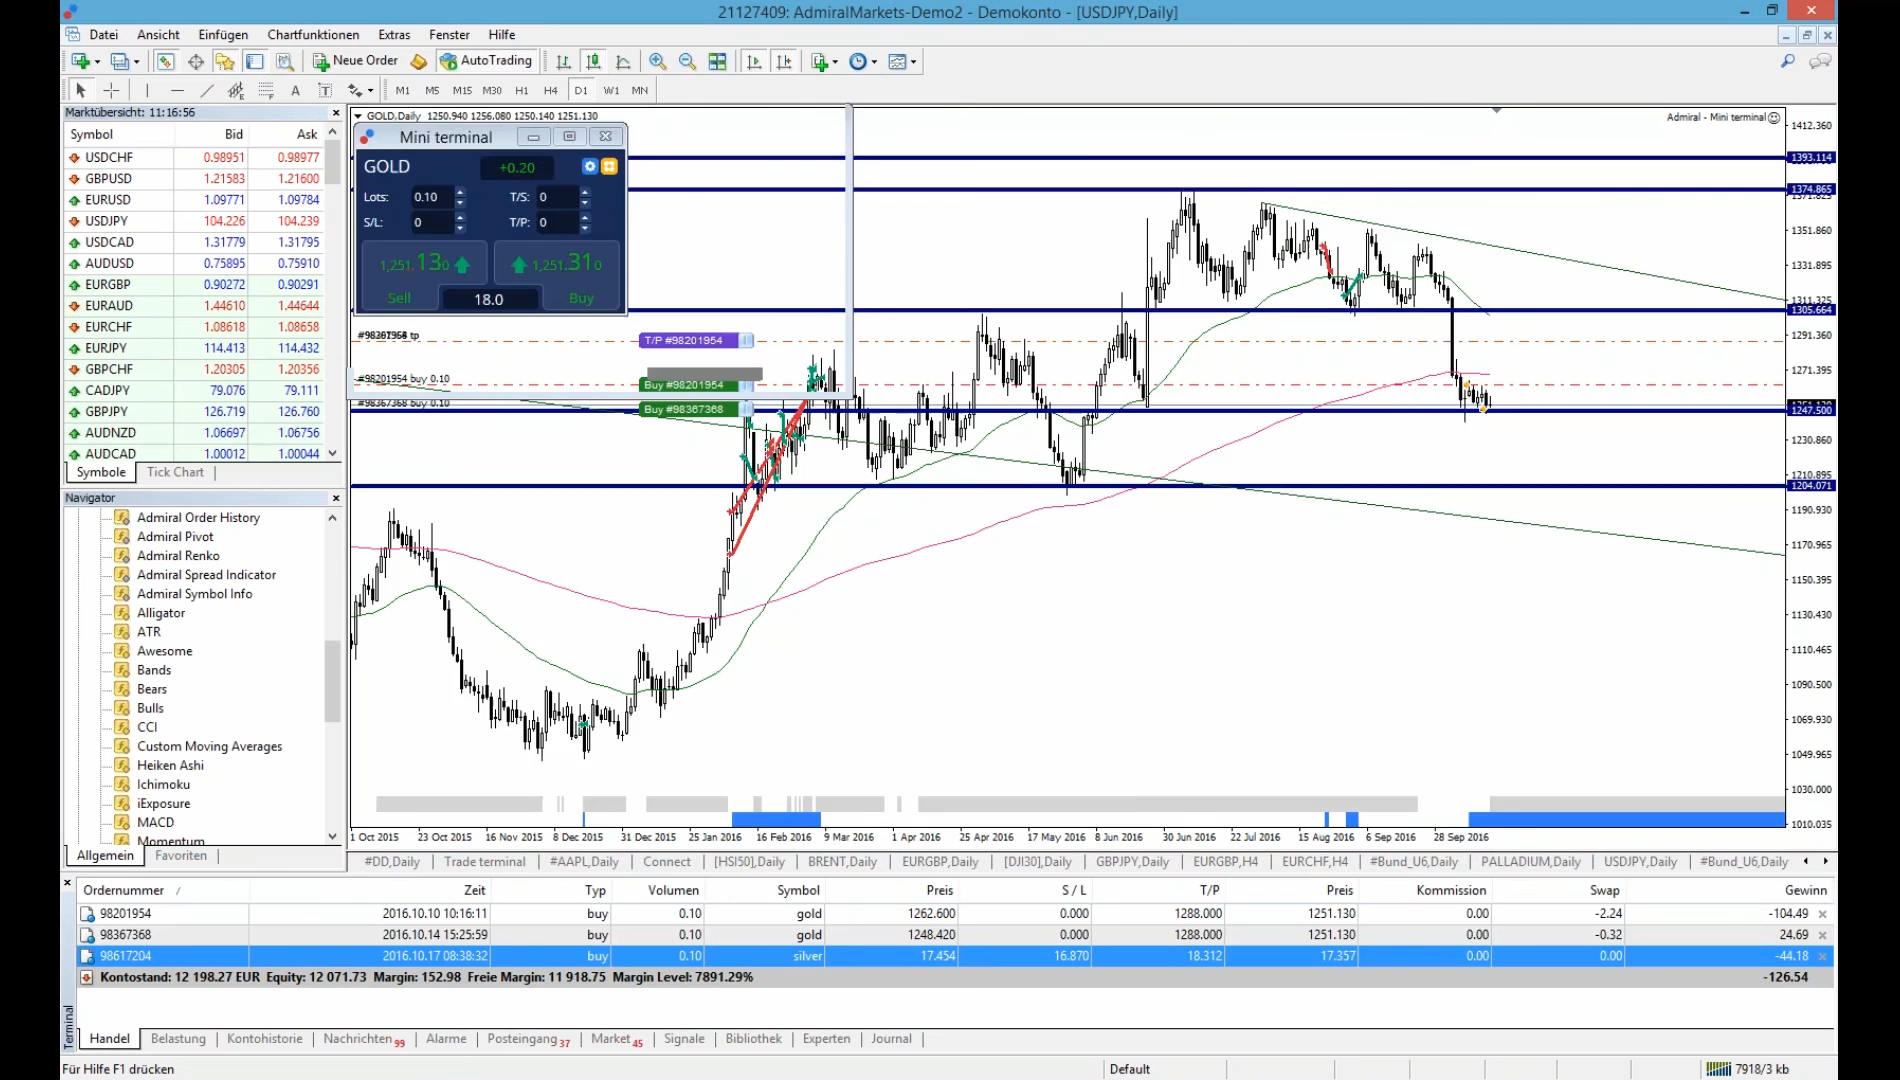 21127409: AdmiralMarkets-Demo2 - Demokonto - [USDJPY,Daily]
Datei Ansicht Einfügen Chartfunktionen Extras Fenster Hilfe
Neue Order AutoTrading
A T M1 M5 M15 M30 H1 H4 D1 W1 MN
Marktübersicht: 11:16:56
Symbol Bid Ask
USDCHF 0.98951 0.98977
GBPUSD 1.21583 1.21600
EURUSD 1.09771 1.09784
USDJPY 104.226 104.239
USDCAD 1.31779 1.31795
AUDUSD 0.75895 0.75910
EURGBP 0.90272 0.90291
EURAUD 1.44610 1.44644
EURCHF 1.08618 1.08658
EURJPY 114.413 114.432
GBPCHF 1.20305 1.20356
CADJPY 79.076 79.111
GBPJPY 126.719 126.760
AUDNZD 1.06697 1.06756
AUDCAD 1.00012 1.00044
Symbole Tick Chart
Navigator
Admiral Order History
Admiral Pivot
Admiral Renko
Admiral Spread Indicator
Admiral Symbol Info
Alligator
ATR
Awesome
Bands
Bears
Bulls
CCI
Custom Moving Averages
Heiken Ashi
Ichimoku
iExposure
MACD
Momentum
Allgemein Favoriten
GOLD,Daily 1250.940 1256.080 1250.140 1251.130
Admiral - Mini terminal
Mini terminal
GOLD +0.20
Lots: 0.10 T/S: 0
S/L: 0 T/P: 0
1,251.130 1,251.310
Sell 18.0 Buy
T/P #98201954
#98201954 buy 0.10
Buy #98201954
#98367368 buy 0.10
Buy #98367368
1412.360
1393.114
1374.865
1351.860
1331.895
1311.325
1305.664
1291.360
1271.395
1247.500
1230.860
1210.895
1204.071
1190.930
1170.965
1150.395
1130.430
1110.465
1090.500
1069.930
1049.965
1030.000
1010.035
1 Oct 2015 23 Oct 2015 16 Nov 2015 8 Dec 2015 31 Dec 2015 25 Jan 2016 16 Feb 2016 9 Mar 2016 1 Apr 2016 25 Apr 2016 17 May 2016 8 Jun 2016 30 Jun 2016 22 Jul 2016 15 Aug 2016 6 Sep 2016 28 Sep 2016
#DD,Daily Trade terminal #AAPL,Daily Connect [HSI50],Daily BRENT,Daily EURGBP,Daily [DJI30],Daily GBPJPY,Daily EURGBP,H4 EURCHF,H4 #Bund_U6,Daily PALLADIUM,Daily USDJPY,Daily #Bund_U6,Daily
Ordernummer / Zeit Typ Volumen Symbol Preis S / L T/P Preis Kommission Swap Gewinn
98201954 2016.10.10 10:16:11 buy 0.10 gold 1262.600 0.000 1288.000 1251.130 0.00 -2.24 -104.49
98367368 2016.10.14 15:25:59 buy 0.10 gold 1248.420 0.000 1288.000 1251.130 0.00 -0.32 24.69
98617204 2016.10.17 08:38:32 buy 0.10 silver 17.454 16.870 18.312 17.357 0.00 0.00 -44.18
Kontostand: 12 198.27 EUR Equity: 12 071.73 Margin: 152.98 Freie Margin: 11 918.75 Margin Level: 7891.29% -126.54
Terminal
Handel Belastung Kontohistorie Nachrichten 99 Alarme Posteingang 37 Market 45 Signale Bibliothek Experten Journal
Für Hilfe F1 drücken Default 7918/3 kb